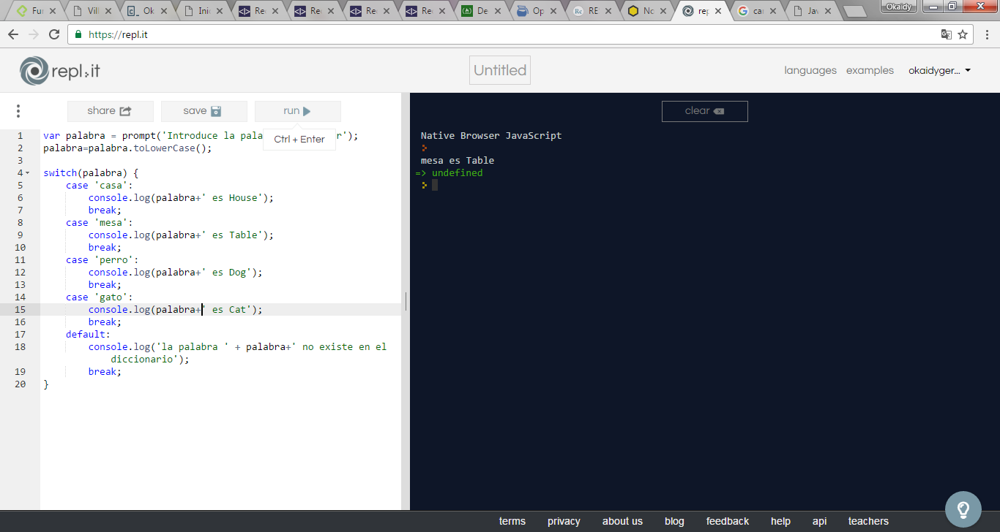 Fu Vill Ok Ini Re Re Re Re De Op RE No rep ca Jav Okaidy
https://repl.it
repl.it Untitled languages examples okaidyger...
share save run clear
Ctrl + Enter
1 var palabra = prompt('Introduce la pala r');
2 palabra=palabra.toLowerCase();
3
4 switch(palabra) {
5 case 'casa':
6 console.log(palabra+' es House');
7 break;
8 case 'mesa':
9 console.log(palabra+' es Table');
10 break;
11 case 'perro':
12 console.log(palabra+' es Dog');
13 break;
14 case 'gato':
15 console.log(palabra+' es Cat');
16 break;
17 default:
18 console.log('la palabra ' + palabra+' no existe en el
diccionario');
19 break;
20 }
Native Browser JavaScript
mesa es Table
=> undefined
terms privacy about us blog feedback help api teachers